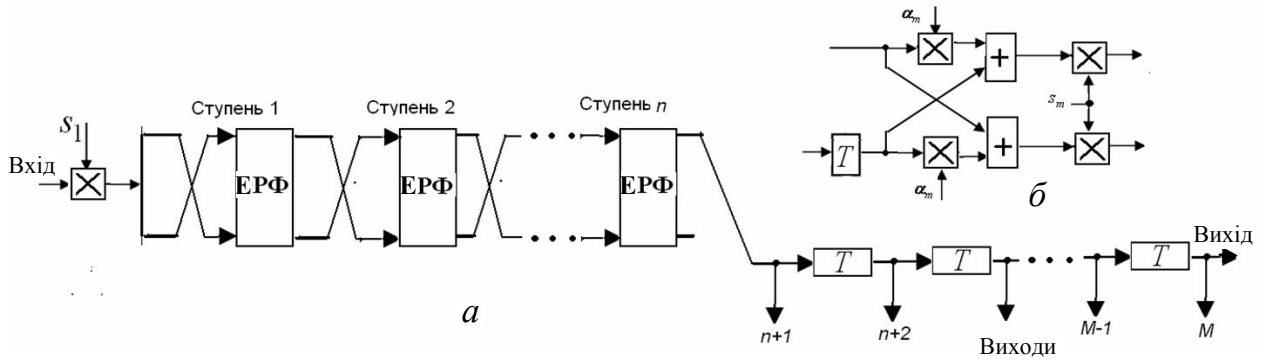 Ступень 1
Ступень 2
Ступень n
s₁
Вхід
ЕРФ
ЕРФ
ЕРФ
αₘ
+
T
sₘ
+
αₘ
б
T
T
T
Вихід
n+1
n+2
Виходи
M-1
M
а